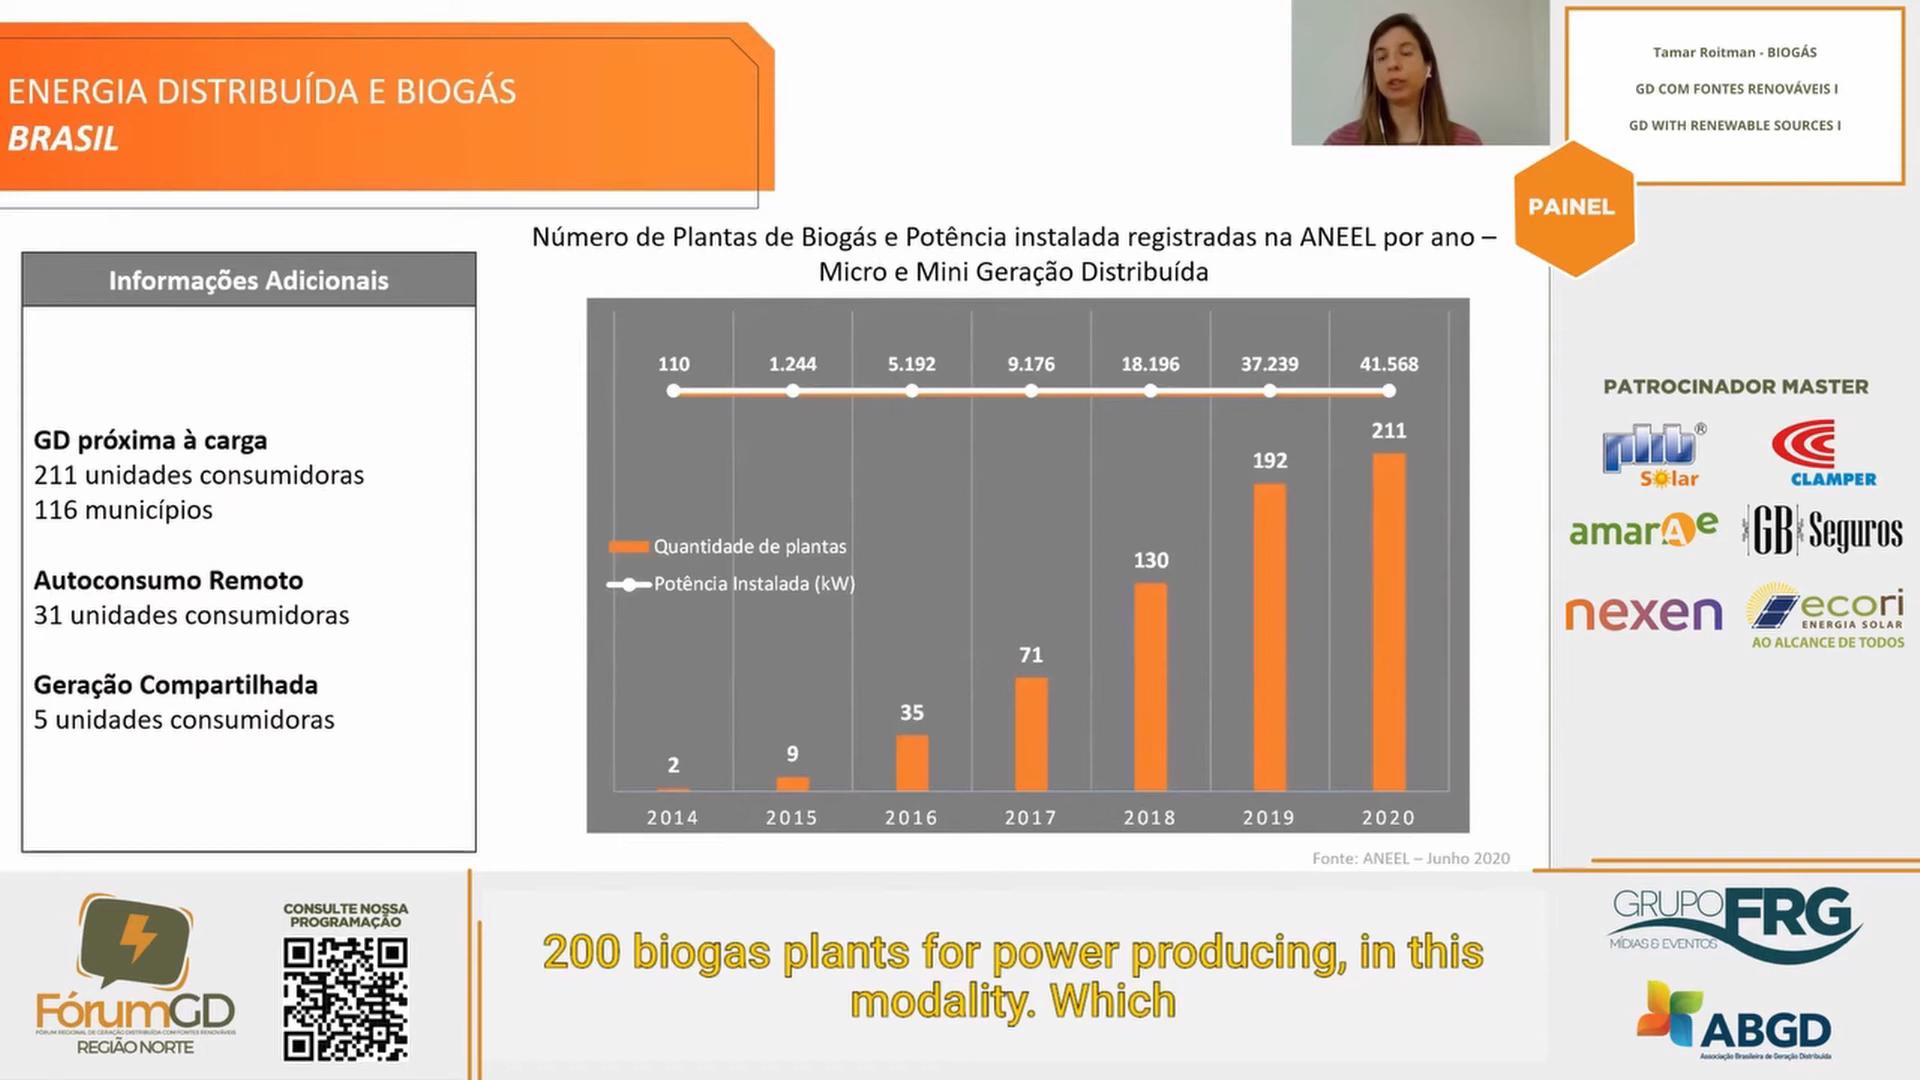 ENERGIA DISTRIBUÍDA E BIOGÁS
BRASIL
Tamar Roitman - BIOGÁS
GD COM FONTES RENOVÁVEIS I
GD WITH RENEWABLE SOURCES I
PAINEL
Informações Adicionais
GD próxima à carga
211 unidades consumidoras
116 municípios
Autoconsumo Remoto
31 unidades consumidoras
Geração Compartilhada
5 unidades consumidoras
Número de Plantas de Biogás e Potência instalada registradas na ANEEL por ano –
Micro e Mini Geração Distribuída
110 1.244 5.192 9.176 18.196 37.239 41.568
211
192
130
71
35
9
2
Quantidade de plantas
Potência Instalada (kW)
2014 2015 2016 2017 2018 2019 2020
Fonte: ANEEL – Junho 2020
PATROCINADOR MASTER
phb®
Solar
CLAMPER
amarAe
GB Seguros
nexen
ecori
ENERGIA SOLAR
AO ALCANCE DE TODOS
FórumGD
FÓRUM REGIONAL DE GERAÇÃO DISTRIBUÍDA COM FONTES RENOVÁVEIS
REGIÃO NORTE
CONSULTE NOSSA
PROGRAMAÇÃO
200 biogas plants for power producing, in this
modality. Which
GRUPO FRG
MÍDIAS & EVENTOS
ABGD
Associação Brasileira de Geração Distribuída